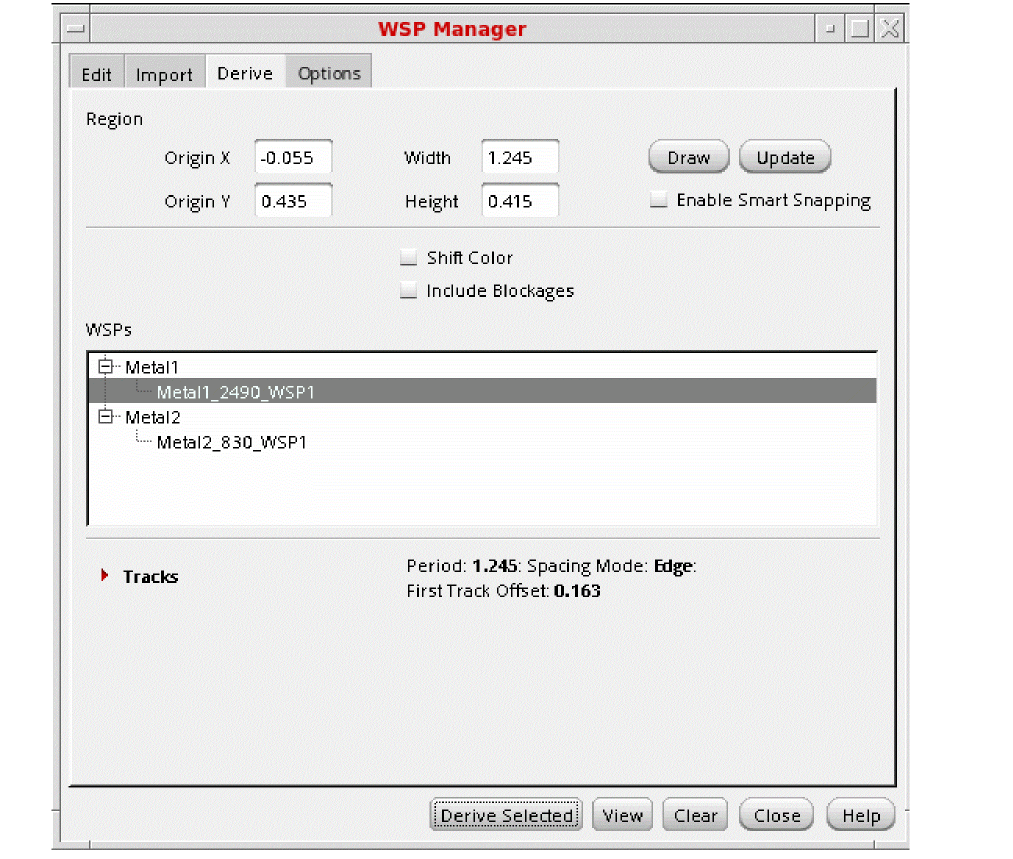 WSP Manager
Edit Import Derive Options
Region
Origin X -0.055 Width 1.245 Draw Update
Origin Y 0.435 Height 0.415 Enable Smart Snapping
Shift Color
Include Blockages
WSPs
Metal1
Metal1_2490_WSP1
Metal2
Metal2_830_WSP1
Tracks
Period: 1.245: Spacing Mode: Edge:
First Track Offset: 0.163
Derive Selected View Clear Close Help